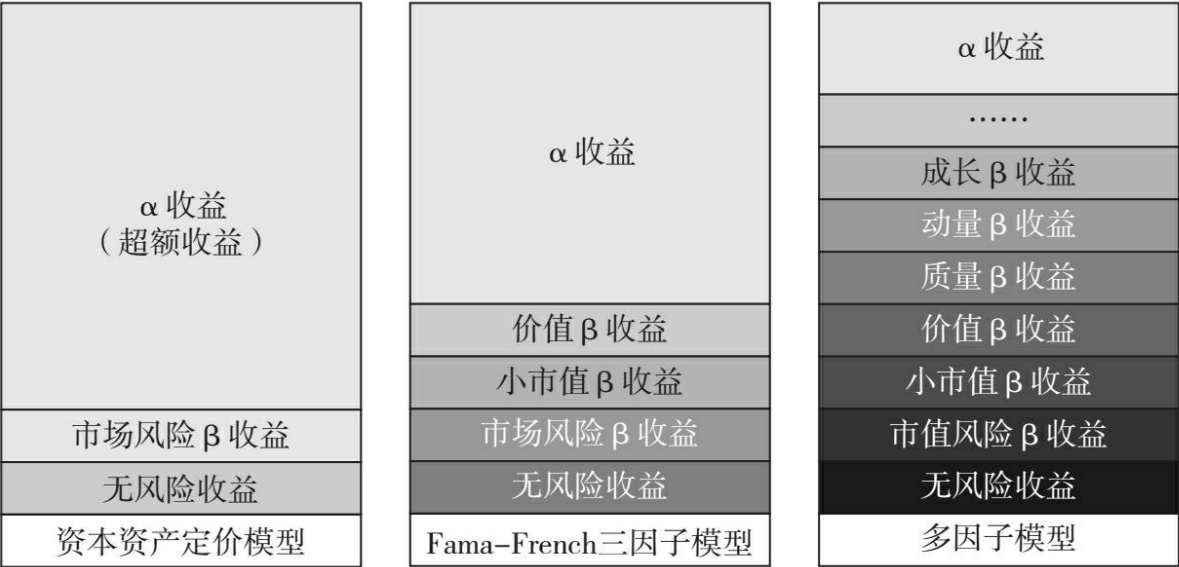 α 收益
（超额收益）
市场风险 β 收益
无风险收益
资本资产定价模型
α 收益
价值 β 收益
小市值 β 收益
市场风险 β 收益
无风险收益
Fama–French三因子模型
α 收益
……
成长 β 收益
动量 β 收益
质量 β 收益
价值 β 收益
小市值 β 收益
市值风险 β 收益
无风险收益
多因子模型